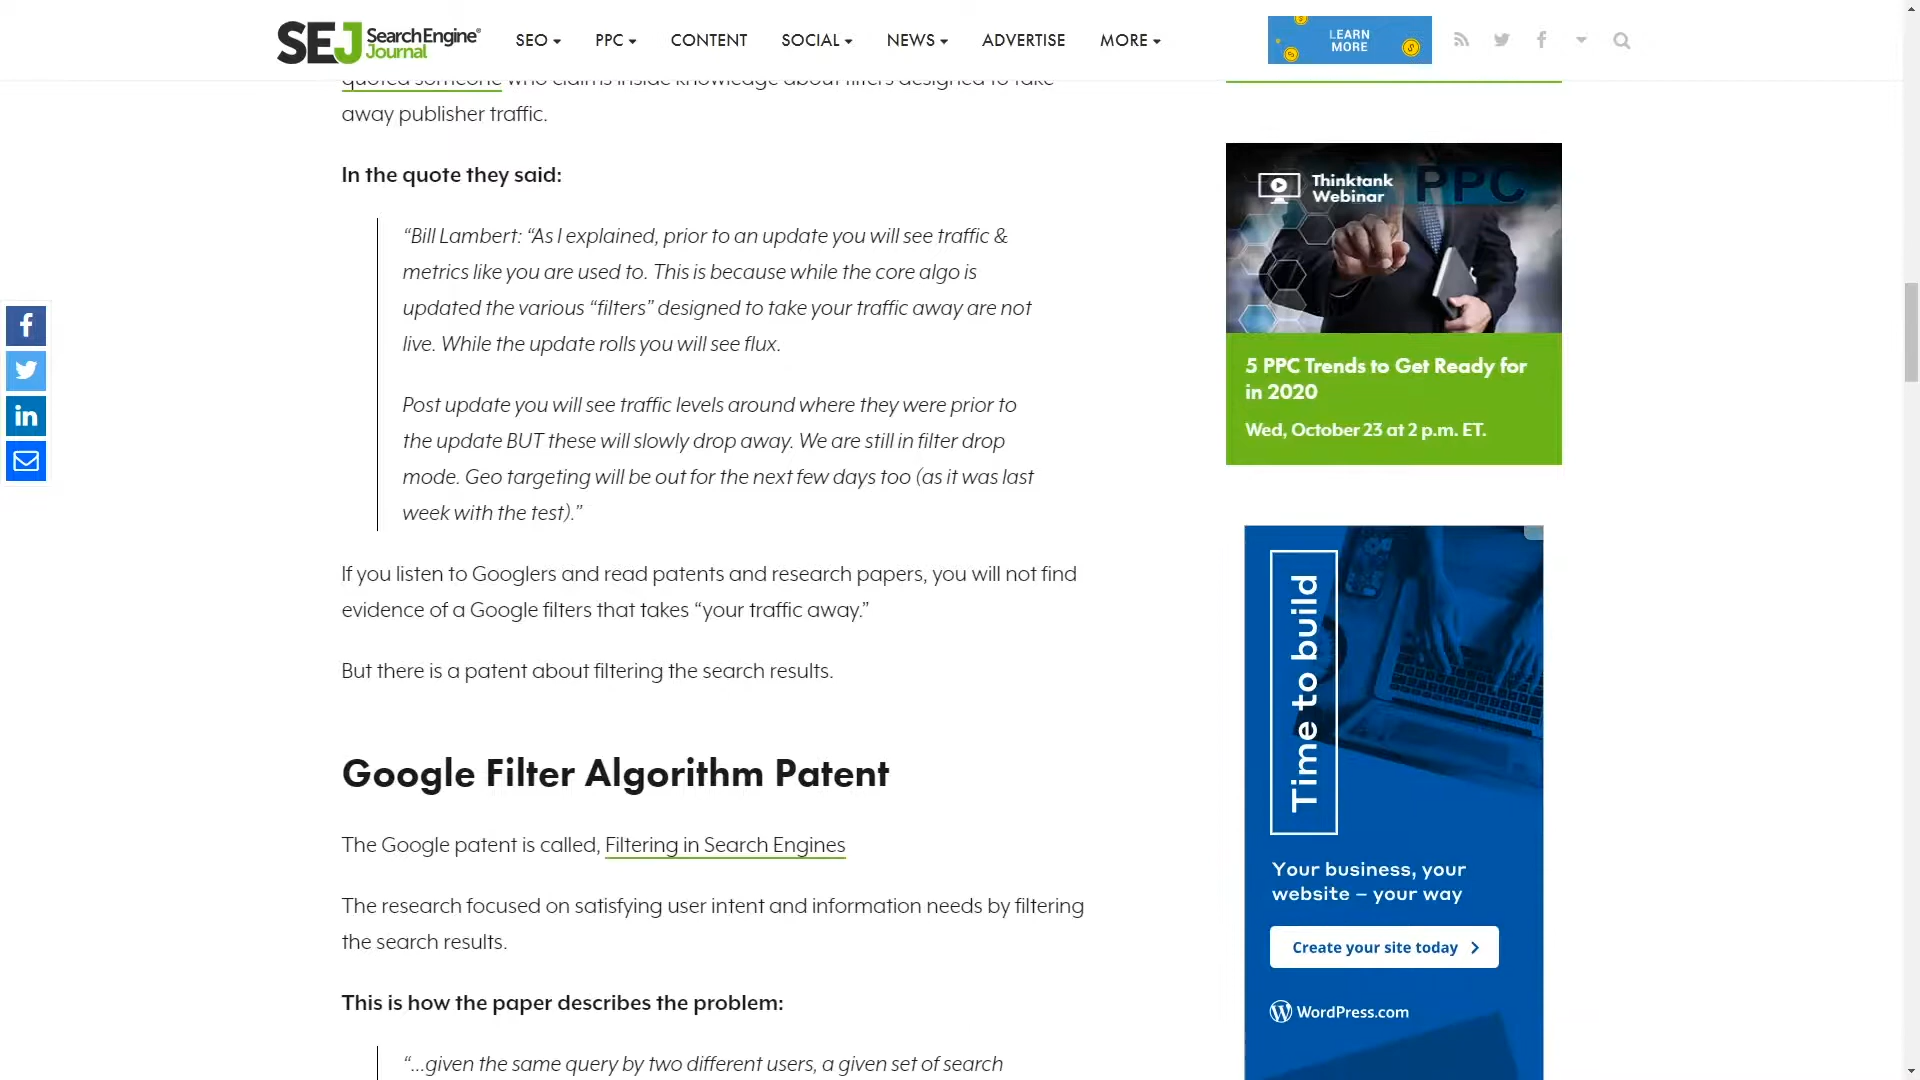 SEJ SearchEngine® Journal SEO PPC CONTENT SOCIAL NEWS ADVERTISE MORE LEARN MORE
quoted someone who claims inside knowledge about filters designed to take
away publisher traffic.
In the quote they said:
“Bill Lambert: “As I explained, prior to an update you will see traffic &
metrics like you are used to. This is because while the core algo is
updated the various “filters” designed to take your traffic away are not
live. While the update rolls you will see flux.
Post update you will see traffic levels around where they were prior to
the update BUT these will slowly drop away. We are still in filter drop
mode. Geo targeting will be out for the next few days too (as it was last
week with the test).”
If you listen to Googlers and read patents and research papers, you will not find
evidence of a Google filters that takes “your traffic away.”
But there is a patent about filtering the search results.
Google Filter Algorithm Patent
The Google patent is called, Filtering in Search Engines
The research focused on satisfying user intent and information needs by filtering
the search results.
This is how the paper describes the problem:
“…given the same query by two different users, a given set of search
Thinktank
Webinar
PPC
5 PPC Trends to Get Ready for
in 2020
Wed, October 23 at 2 p.m. ET.
Time to build
Your business, your
website – your way
Create your site today
WordPress.com